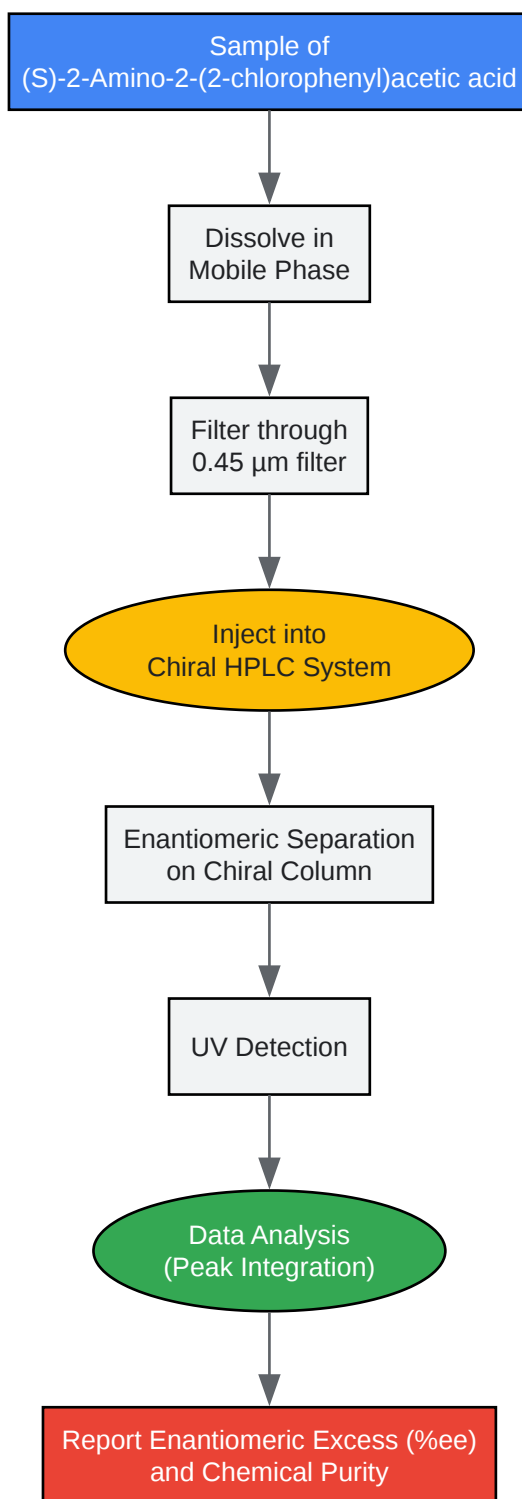 Sample of
(S)-2-Amino-2-(2-chlorophenyl)acetic acid
Dissolve in
Mobile Phase
Filter through
0.45 µm filter
Inject into
Chiral HPLC System
Enantiomeric Separation
on Chiral Column
UV Detection
Data Analysis
(Peak Integration)
Report Enantiomeric Excess (%ee)
and Chemical Purity